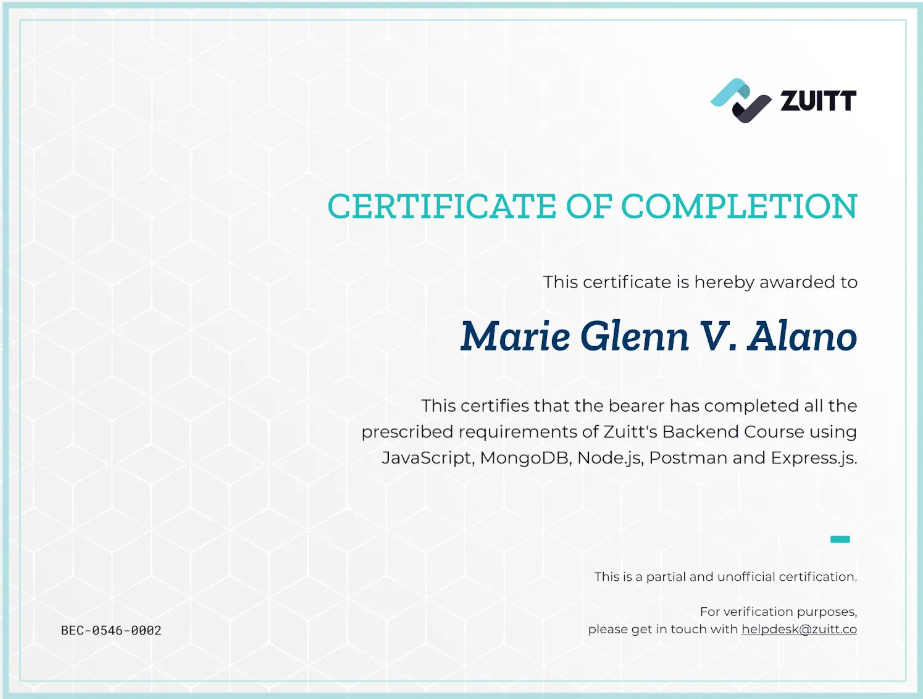 ZUITT
CERTIFICATE OF COMPLETION
This certificate is hereby awarded to
Marie Glenn V. Alano
This certifies that the bearer has completed all the
prescribed requirements of Zuitt's Backend Course using
JavaScript, MongoDB, Node.js, Postman and Express.js.
This is a partial and unofficial certification.
For verification purposes,
please get in touch with helpdesk@zuitt.co
BEC-0546-0002